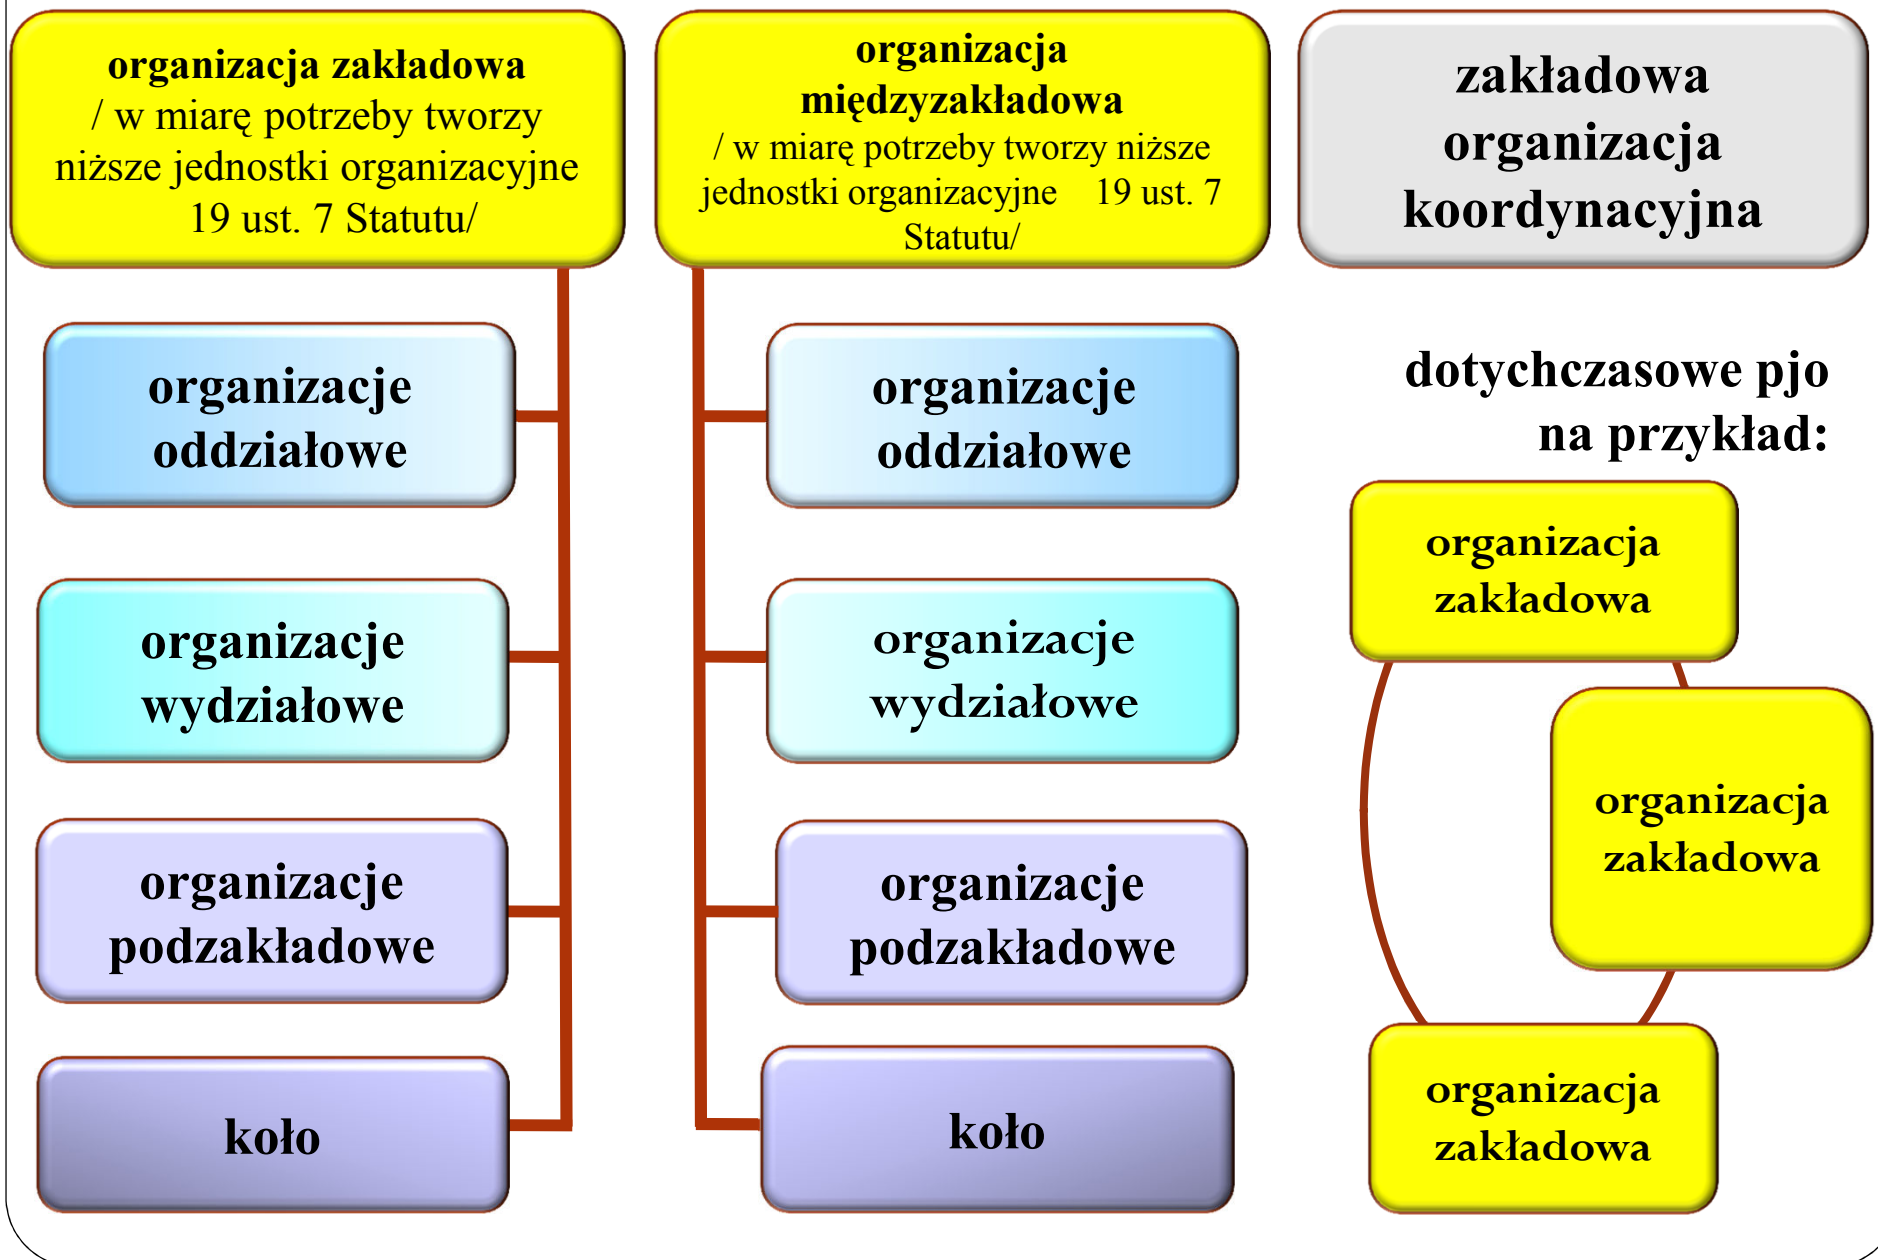 organizacja zakładowa
/ w miarę potrzeby tworzy
niższe jednostki organizacyjne
19 ust. 7 Statutu/
organizacje
oddziałowe
organizacje
wydziałowe
organizacje
podzakładowe
koło
organizacja
międzyzakładowa
/ w miarę potrzeby tworzy niższe
jednostki organizacyjne 19 ust. 7
Statutu/
organizacje
oddziałowe
organizacje
wydziałowe
organizacje
podzakładowe
koło
zakładowa
organizacja
koordynacyjna
dotychczasowe pjo
na przykład:
organizacja
zakładowa
organizacja
zakładowa
organizacja
zakładowa